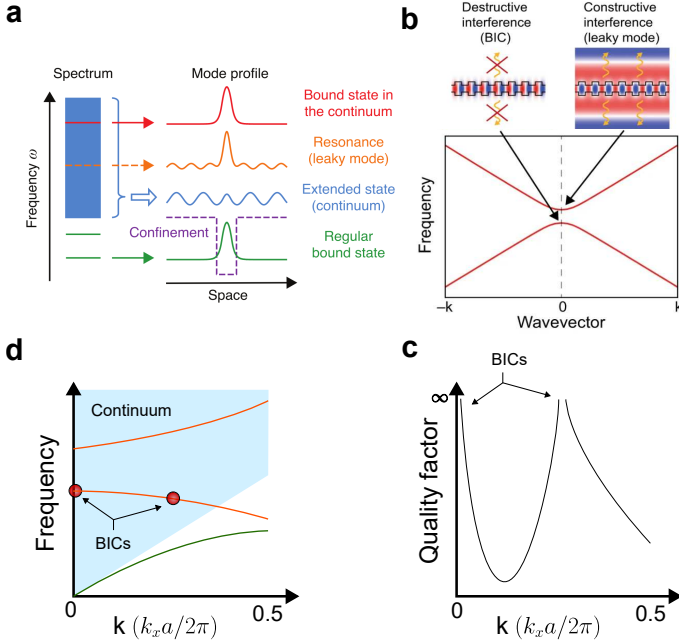 a
Spectrum
Mode profile
Frequency ω
Bound state in
the continuum
Resonance
(leaky mode)
Extended state
(continuum)
Confinement
Regular
bound state
Space
b
Destructive
interference
(BIC)
Constructive
interference
(leaky mode)
Frequency
–k
0
k
Wavevector
d
Continuum
Frequency
BICs
0
0.5
k (kₓa/2π)
c
BICs
∞
Quality factor
0
0.5
k (kₓa/2π)